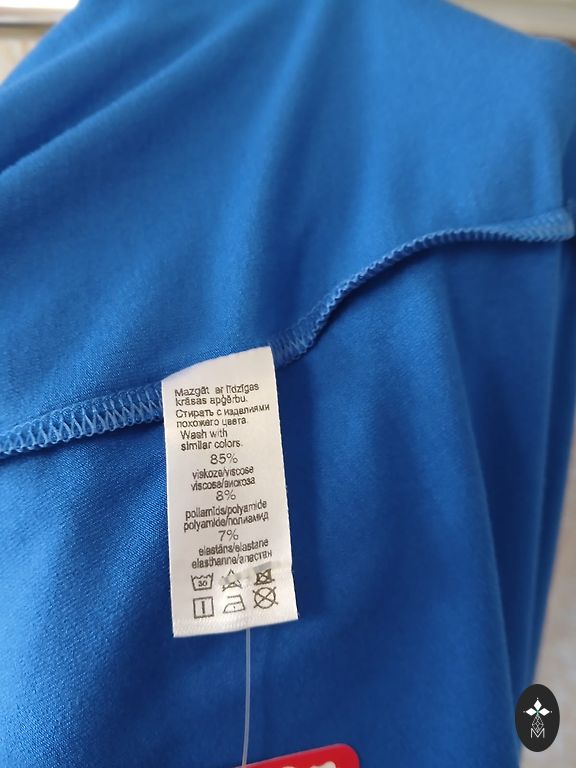 Mazgāt ar līdzīgas
krāsas apģērbu.
Стирать с изделиями
похожего цвета.
Wash with
similar colors.
85%
viskoze/viscose
viscosa/вискоза
8%
poliamīds/polyamide
polyamide/полиамид
7%
elastāns/elastane
elasthanne/эластан
30
M